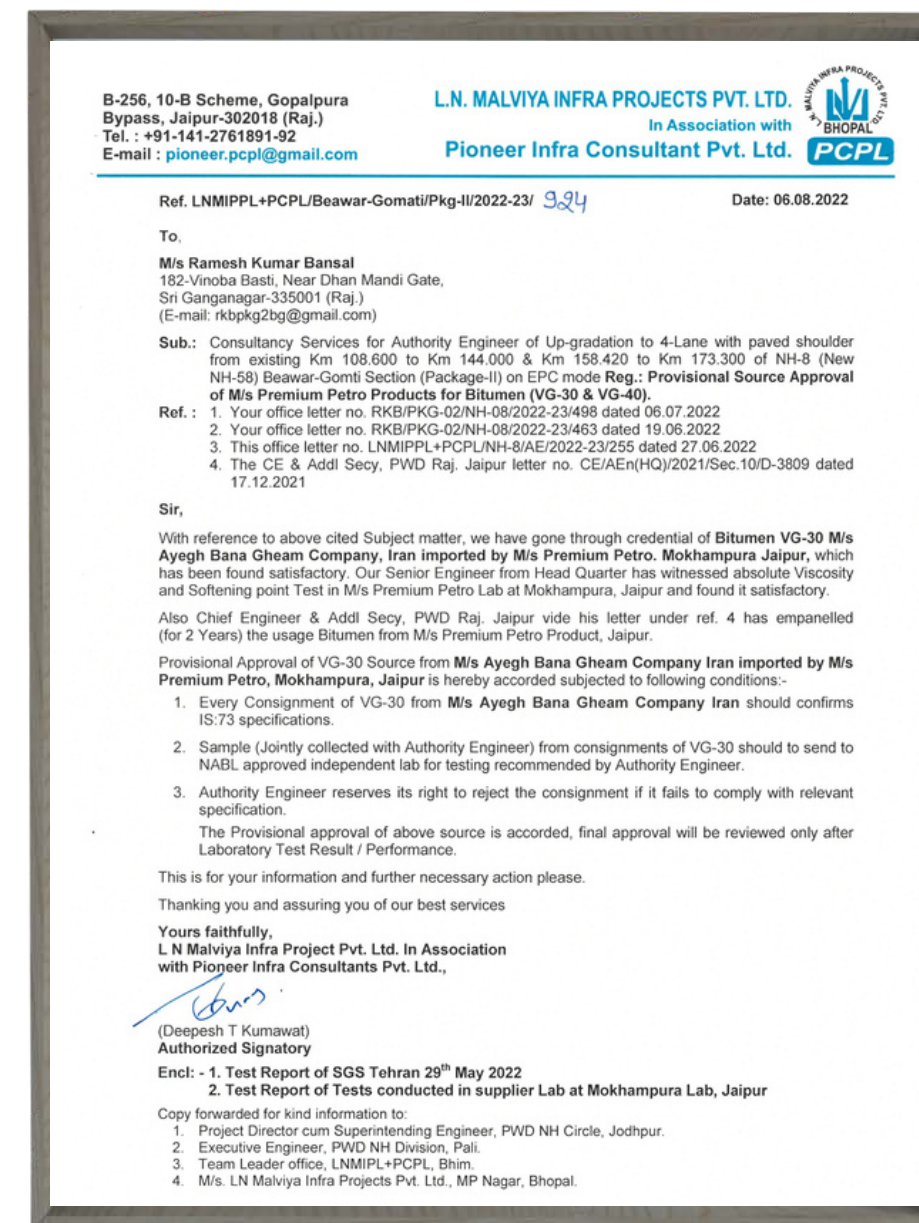 B-256, 10-B Scheme, Gopalpura
Bypass, Jaipur-302018 (Raj.)
Tel. : +91-141-2761891-92
E-mail : pioneer.pcpl@gmail.com
L.N. MALVIYA INFRA PROJECTS PVT. LTD.
In Association with
Pioneer Infra Consultant Pvt. Ltd.
L.N. MALVIYA INFRA PROJECTS PVT. LTD.
BHOPAL
PCPL
Ref. LNMIPPL+PCPL/Beawar-Gomati/Pkg-II/2022-23/ 924 Date: 06.08.2022
To,
M/s Ramesh Kumar Bansal
182-Vinoba Basti, Near Dhan Mandi Gate,
Sri Ganganagar-335001 (Raj.)
(E-mail: rkbpkg2bg@gmail.com)
Sub.: Consultancy Services for Authority Engineer of Up-gradation to 4-Lane with paved shoulder
from existing Km 108.600 to Km 144.000 & Km 158.420 to Km 173.300 of NH-8 (New
NH-58) Beawar-Gomti Section (Package-II) on EPC mode Reg.: Provisional Source Approval
of M/s Premium Petro Products for Bitumen (VG-30 & VG-40).
Ref. : 1. Your office letter no. RKB/PKG-02/NH-08/2022-23/498 dated 06.07.2022
2. Your office letter no. RKB/PKG-02/NH-08/2022-23/463 dated 19.06.2022
3. This office letter no. LNMIPPL+PCPL/NH-8/AE/2022-23/255 dated 27.06.2022
4. The CE & Addl Secy, PWD Raj. Jaipur letter no. CE/AEn(HQ)/2021/Sec.10/D-3809 dated
17.12.2021
Sir,
With reference to above cited Subject matter, we have gone through credential of Bitumen VG-30 M/s
Ayegh Bana Gheam Company, Iran imported by M/s Premium Petro. Mokhampura Jaipur, which
has been found satisfactory. Our Senior Engineer from Head Quarter has witnessed absolute Viscosity
and Softening point Test in M/s Premium Petro Lab at Mokhampura, Jaipur and found it satisfactory.
Also Chief Engineer & Addl Secy, PWD Raj. Jaipur vide his letter under ref. 4 has empanelled
(for 2 Years) the usage Bitumen from M/s Premium Petro Product, Jaipur.
Provisional Approval of VG-30 Source from M/s Ayegh Bana Gheam Company Iran imported by M/s
Premium Petro, Mokhampura, Jaipur is hereby accorded subjected to following conditions:-
1. Every Consignment of VG-30 from M/s Ayegh Bana Gheam Company Iran should confirms
IS:73 specifications.
2. Sample (Jointly collected with Authority Engineer) from consignments of VG-30 should to send to
NABL approved independent lab for testing recommended by Authority Engineer.
3. Authority Engineer reserves its right to reject the consignment if it fails to comply with relevant
specification.
The Provisional approval of above source is accorded, final approval will be reviewed only after
Laboratory Test Result / Performance.
This is for your information and further necessary action please.
Thanking you and assuring you of our best services
Yours faithfully,
L N Malviya Infra Project Pvt. Ltd. In Association
with Pioneer Infra Consultants Pvt. Ltd.,
(Deepesh T Kumawat)
Authorized Signatory
Encl: - 1. Test Report of SGS Tehran 29th May 2022
2. Test Report of Tests conducted in supplier Lab at Mokhampura Lab, Jaipur
Copy forwarded for kind information to:
1. Project Director cum Superintending Engineer, PWD NH Circle, Jodhpur.
2. Executive Engineer, PWD NH Division, Pali.
3. Team Leader office, LNMIPL+PCPL, Bhim.
4. M/s. LN Malviya Infra Projects Pvt. Ltd., MP Nagar, Bhopal.